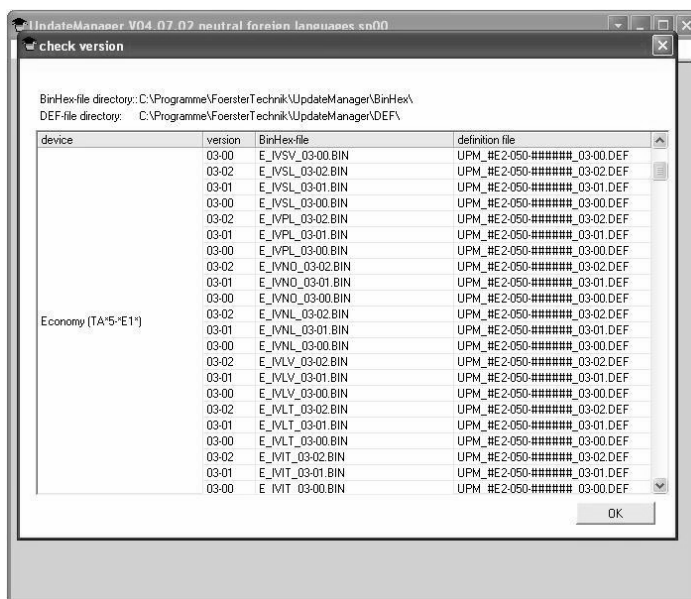 UpdateManager V04.07.02 neutral foreign languages sp00
check version
BinHex-file directory:: C:\Programme\FoersterTechnik\UpdateManager\BinHex\
DEF-file directory: C:\Programme\FoersterTechnik\UpdateManager\DEF\
device version BinHex-file definition file
03-00 E_IVSV_03-00.BIN UPM_#E2-050-######_03-00.DEF
03-02 E_IVSL_03-02.BIN UPM_#E2-050-######_03-02.DEF
03-01 E_IVSL_03-01.BIN UPM_#E2-050-######_03-01.DEF
03-00 E_IVSL_03-00.BIN UPM_#E2-050-######_03-00.DEF
03-02 E_IVPL_03-02.BIN UPM_#E2-050-######_03-02.DEF
03-01 E_IVPL_03-01.BIN UPM_#E2-050-######_03-01.DEF
03-00 E_IVPL_03-00.BIN UPM_#E2-050-######_03-00.DEF
03-02 E_IVNO_03-02.BIN UPM_#E2-050-######_03-02.DEF
03-01 E_IVNO_03-01.BIN UPM_#E2-050-######_03-01.DEF
03-00 E_IVNO_03-00.BIN UPM_#E2-050-######_03-00.DEF
Economy (TA*5-*E1*) 03-02 E_IVNL_03-02.BIN UPM_#E2-050-######_03-02.DEF
03-01 E_IVNL_03-01.BIN UPM_#E2-050-######_03-01.DEF
03-00 E_IVNL_03-00.BIN UPM_#E2-050-######_03-00.DEF
03-02 E_IVLV_03-02.BIN UPM_#E2-050-######_03-02.DEF
03-01 E_IVLV_03-01.BIN UPM_#E2-050-######_03-01.DEF
03-00 E_IVLV_03-00.BIN UPM_#E2-050-######_03-00.DEF
03-02 E_IVLT_03-02.BIN UPM_#E2-050-######_03-02.DEF
03-01 E_IVLT_03-01.BIN UPM_#E2-050-######_03-01.DEF
03-00 E_IVLT_03-00.BIN UPM_#E2-050-######_03-00.DEF
03-02 E_IVIT_03-02.BIN UPM_#E2-050-######_03-02.DEF
03-01 E_IVIT_03-01.BIN UPM_#E2-050-######_03-01.DEF
03-00 E_IVIT_03-00.BIN UPM_#E2-050-######_03-00.DEF
OK